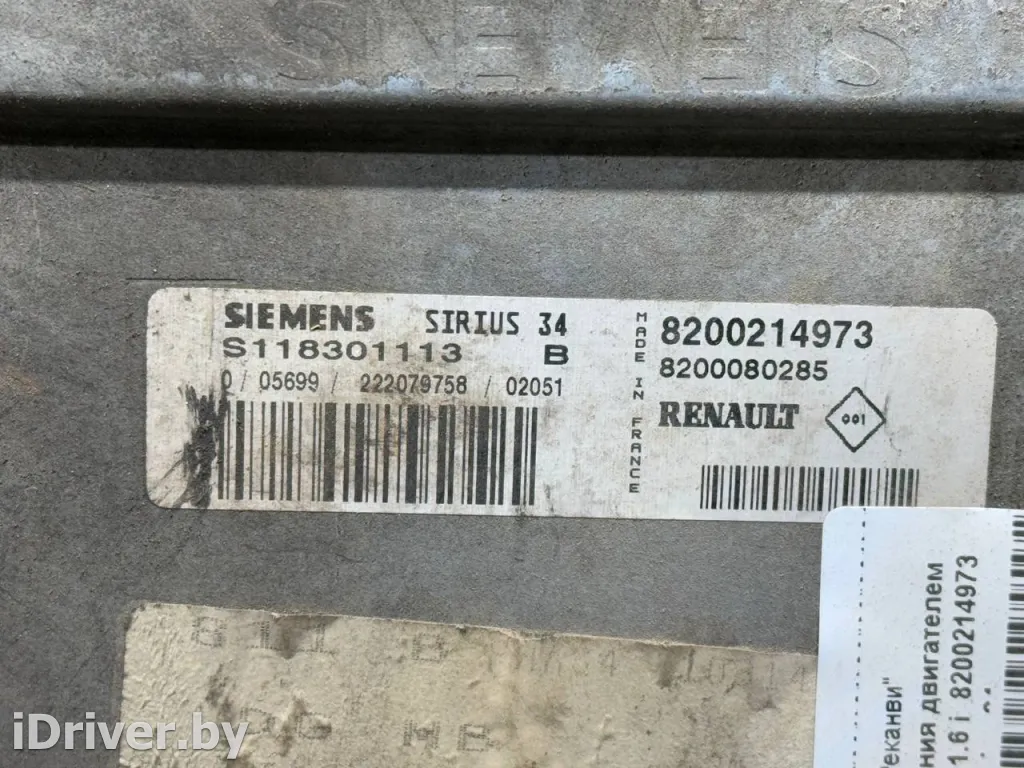 SIEMENS
SIEMENS SIRIUS 34
S118301113 B
0 / 05699 / 222079758 / 02051
MADE IN FRANCE
8200214973
8200080285
RENAULT
001
ния двигателем
1.6 i 8200214973
iDriver.by